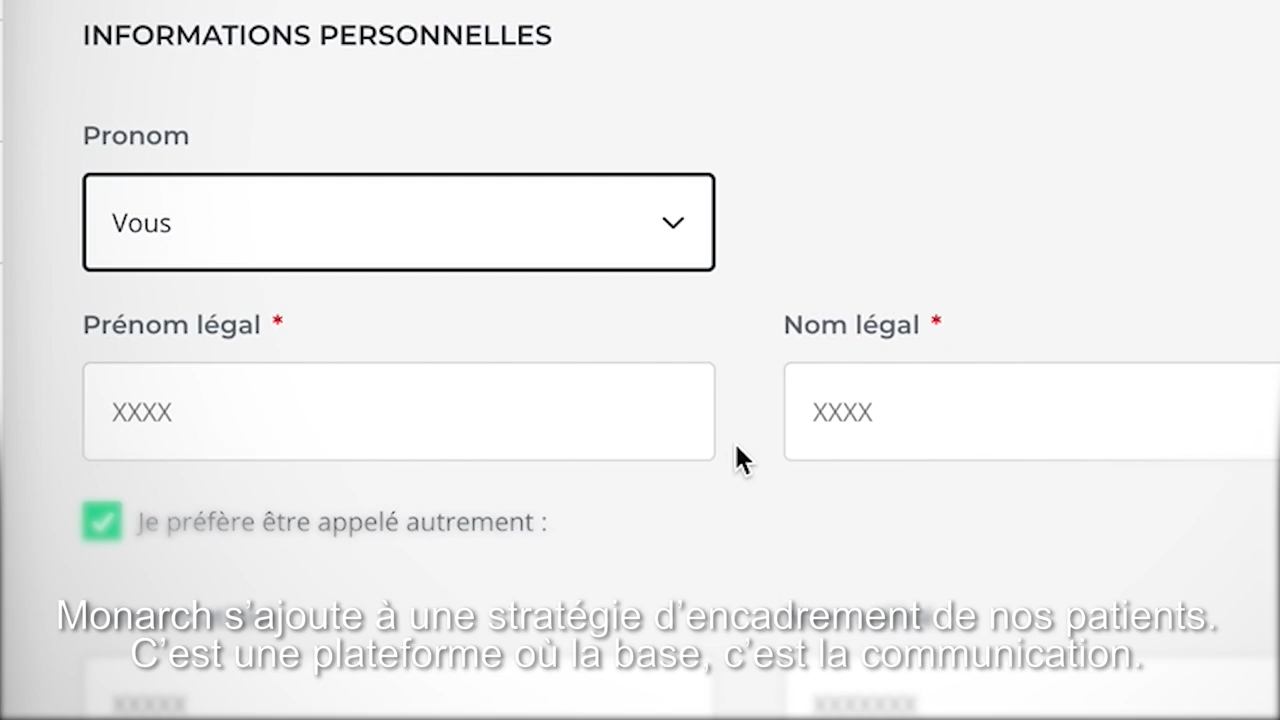 INFORMATIONS PERSONNELLES
Pronom
Vous
Prénom légal *
Nom légal *
XXXX
XXXX
Je préfère être appelé autrement :
Monarch s’ajoute à une stratégie d’encadrement de nos patients.
C’est une plateforme où la base, c’est la communication.